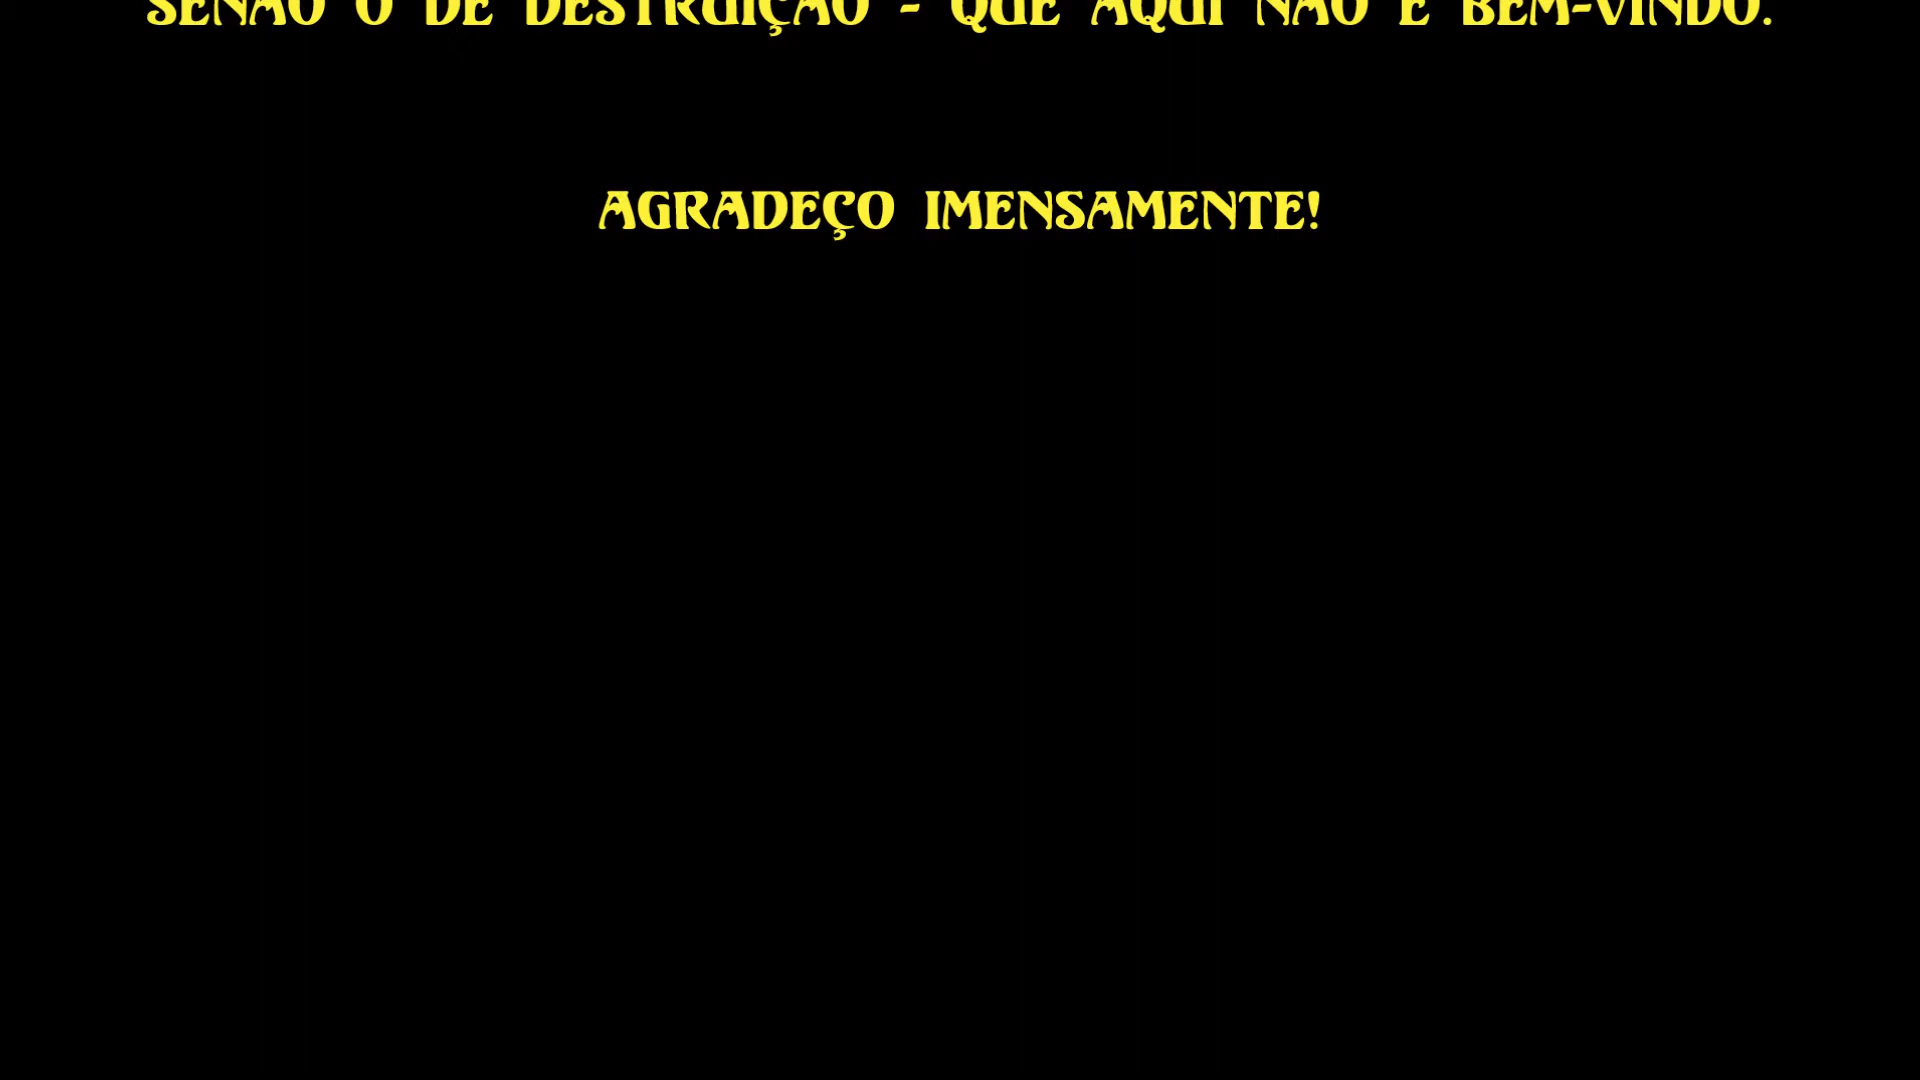 SENÃO O DE DESTRUIÇÃO - QUE AQUI NÃO É BEM-VINDO.
AGRADEÇO IMENSAMENTE!